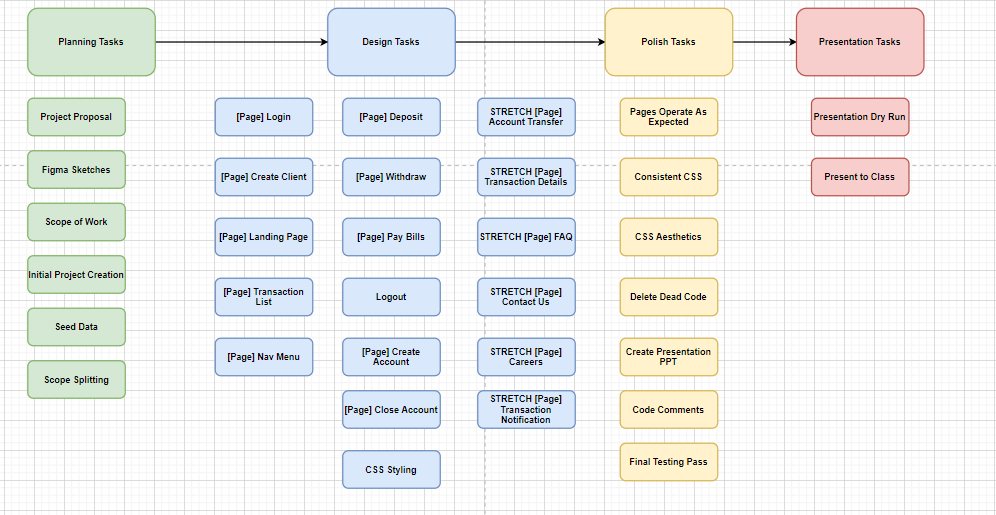 Planning Tasks
Design Tasks
Polish Tasks
Presentation Tasks
Project Proposal
Figma Sketches
Scope of Work
Initial Project Creation
Seed Data
Scope Splitting
[Page] Login
[Page] Create Client
[Page] Landing Page
[Page] Transaction
List
[Page] Nav Menu
[Page] Deposit
[Page] Withdraw
[Page] Pay Bills
Logout
[Page] Create
Account
[Page] Close Account
CSS Styling
STRETCH [Page]
Account Transfer
STRETCH [Page]
Transaction Details
STRETCH [Page] FAQ
STRETCH [Page]
Contact Us
STRETCH [Page]
Careers
STRETCH [Page]
Transaction
Notification
Pages Operate As
Expected
Consistent CSS
CSS Aesthetics
Delete Dead Code
Create Presentation
PPT
Code Comments
Final Testing Pass
Presentation Dry Run
Present to Class